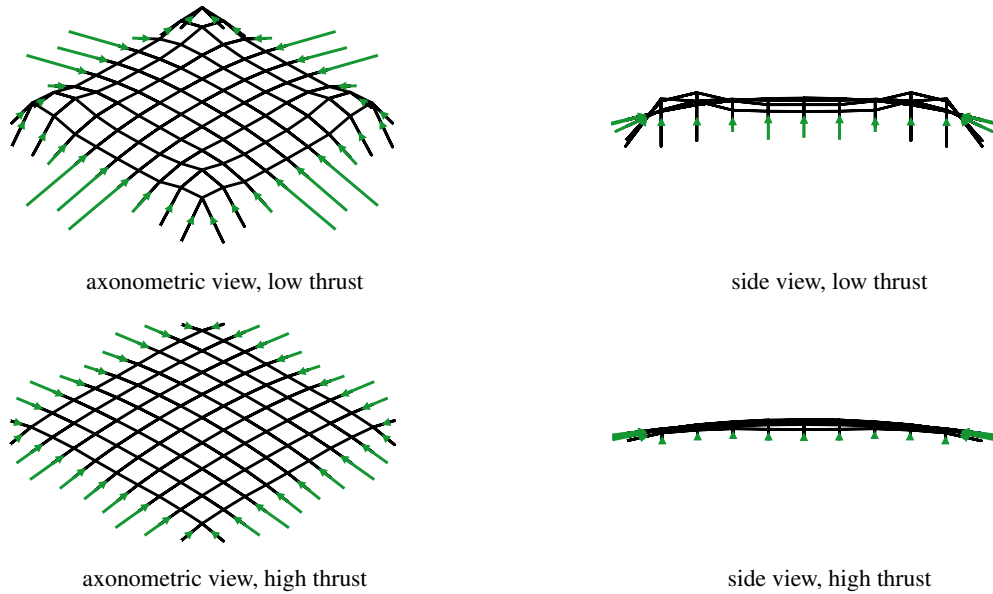 axonometric view, low thrust
side view, low thrust
axonometric view, high thrust
side view, high thrust